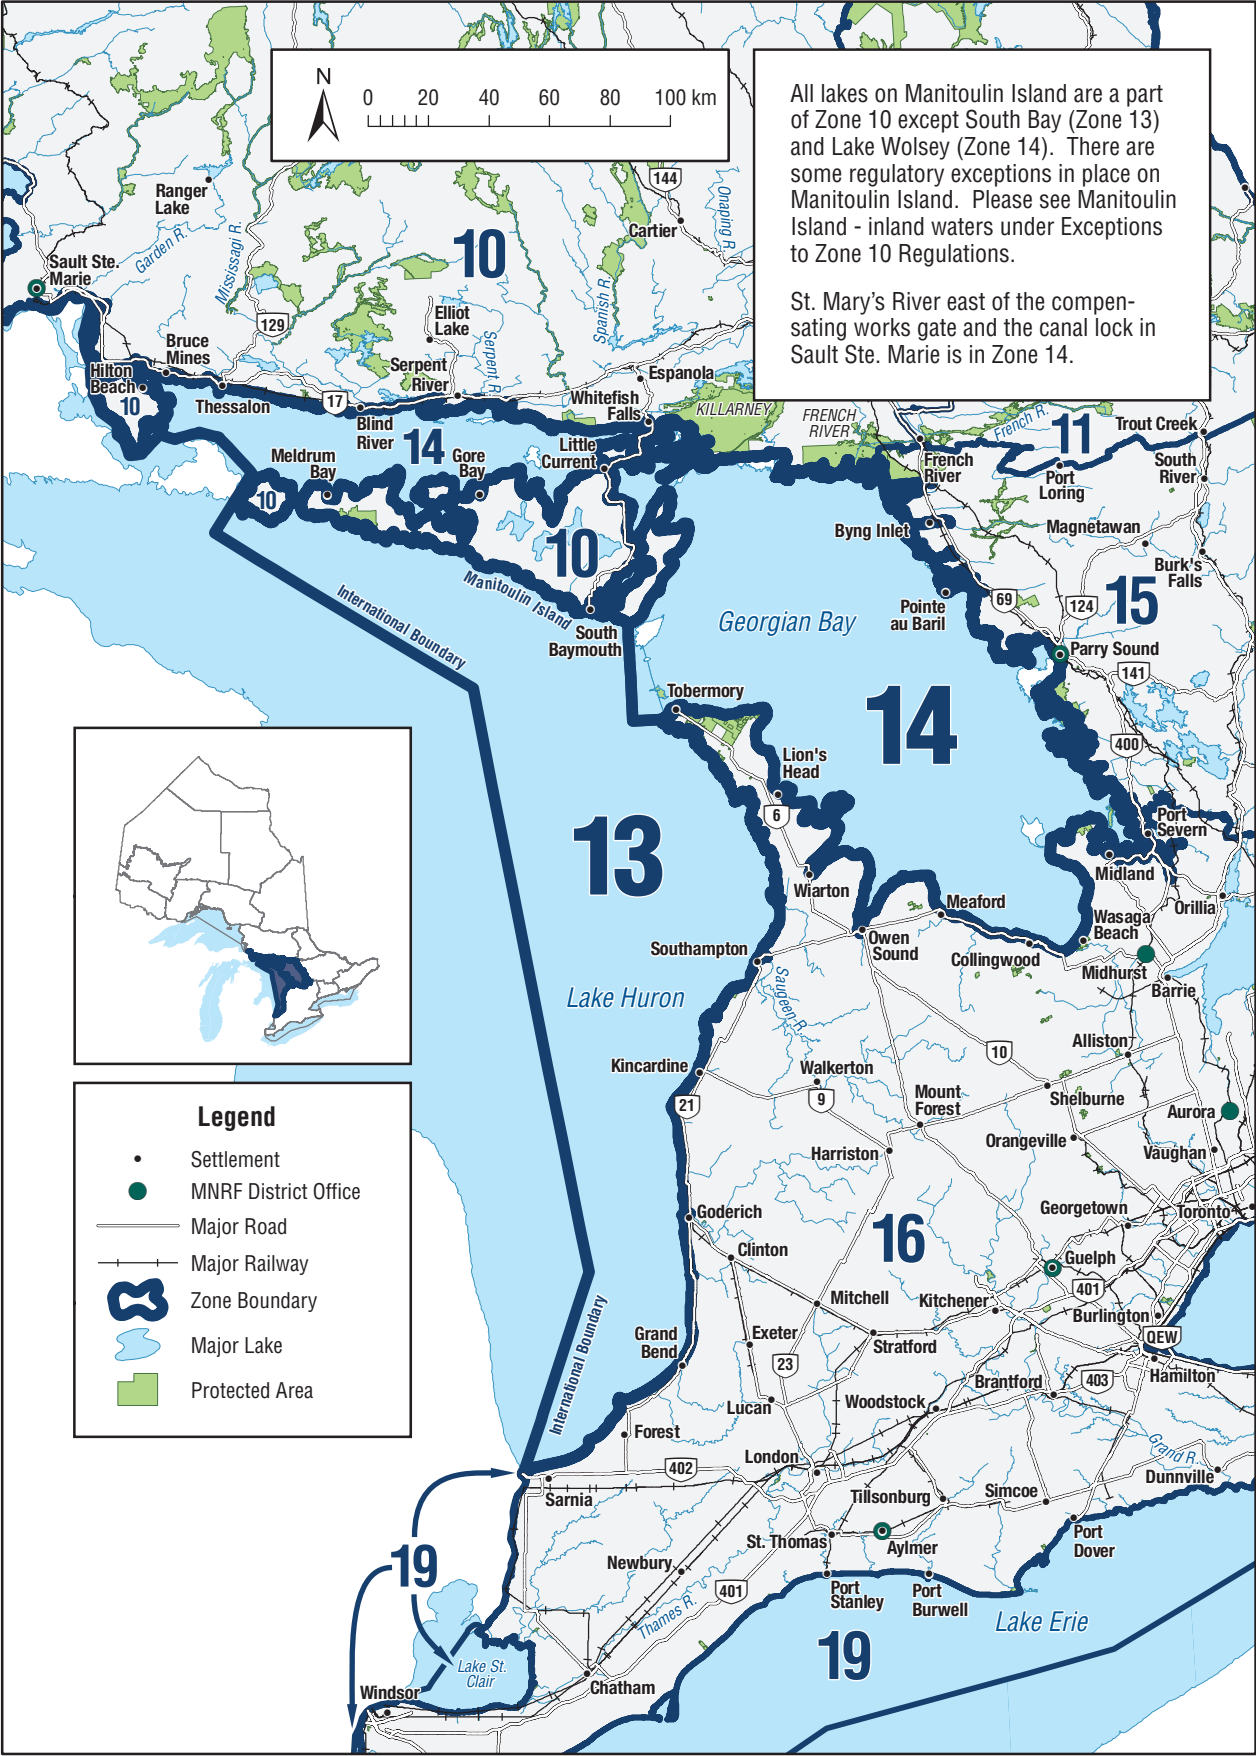 N
0 20 40 60 80 100 km
All lakes on Manitoulin Island are a part
of Zone 10 except South Bay (Zone 13)
and Lake Wolsey (Zone 14).  There are
some regulatory exceptions in place on
Manitoulin Island.  Please see Manitoulin
Island - inland waters under Exceptions
to Zone 10 Regulations.
St. Mary's River east of the compen-
sating works gate and the canal lock in
Sault Ste. Marie is in Zone 14.
Ranger
Lake
Garden R.
Mississagi R.
Sault Ste.
Marie
144
Cartier
Onaping R.
10
Spanish R.
129
Elliot
Lake
Serpent R.
Bruce
Mines
Hilton
Beach
10
Thessalon
Serpent
River
17
Blind
River
Espanola
Whitefish
Falls
KILLARNEY
FRENCH
RIVER
French R.
11
Trout Creek
14
Little
Current
Meldrum
Bay
Gore
Bay
10
French
River
Port
Loring
South
River
Byng Inlet
Magnetawan
Burk's
Falls
10
Manitoulin Island
International Boundary
South
Baymouth
Georgian Bay
Pointe
au Baril
69
124
15
Parry Sound
141
Tobermory
14
400
Lion's
Head
6
13
Port
Severn
Midland
Wiarton
Meaford
Orillia
Wasaga
Beach
Owen
Sound
Collingwood
Southampton
Midhurst
Barrie
Saugeen R.
Lake Huron
Alliston
10
Kincardine
Walkerton
9
Mount
Forest
Shelburne
21
Aurora
Orangeville
Harriston
Vaughan
Goderich
Georgetown
Toronto
16
Clinton
Guelph
401
Mitchell
Kitchener
Burlington
QEW
International Boundary
Grand
Bend
Exeter
Stratford
23
Brantford
403
Hamilton
Lucan
Woodstock
Forest
Grand R.
London
402
Dunnville
Sarnia
Tillsonburg
Simcoe
St. Thomas
Aylmer
Port
Dover
Newbury
401
Port
Stanley
Port
Burwell
19
Thames R.
Lake Erie
19
Lake St.
Clair
Chatham
Windsor
Legend
Settlement
MNRF District Office
Major Road
Major Railway
Zone Boundary
Major Lake
Protected Area